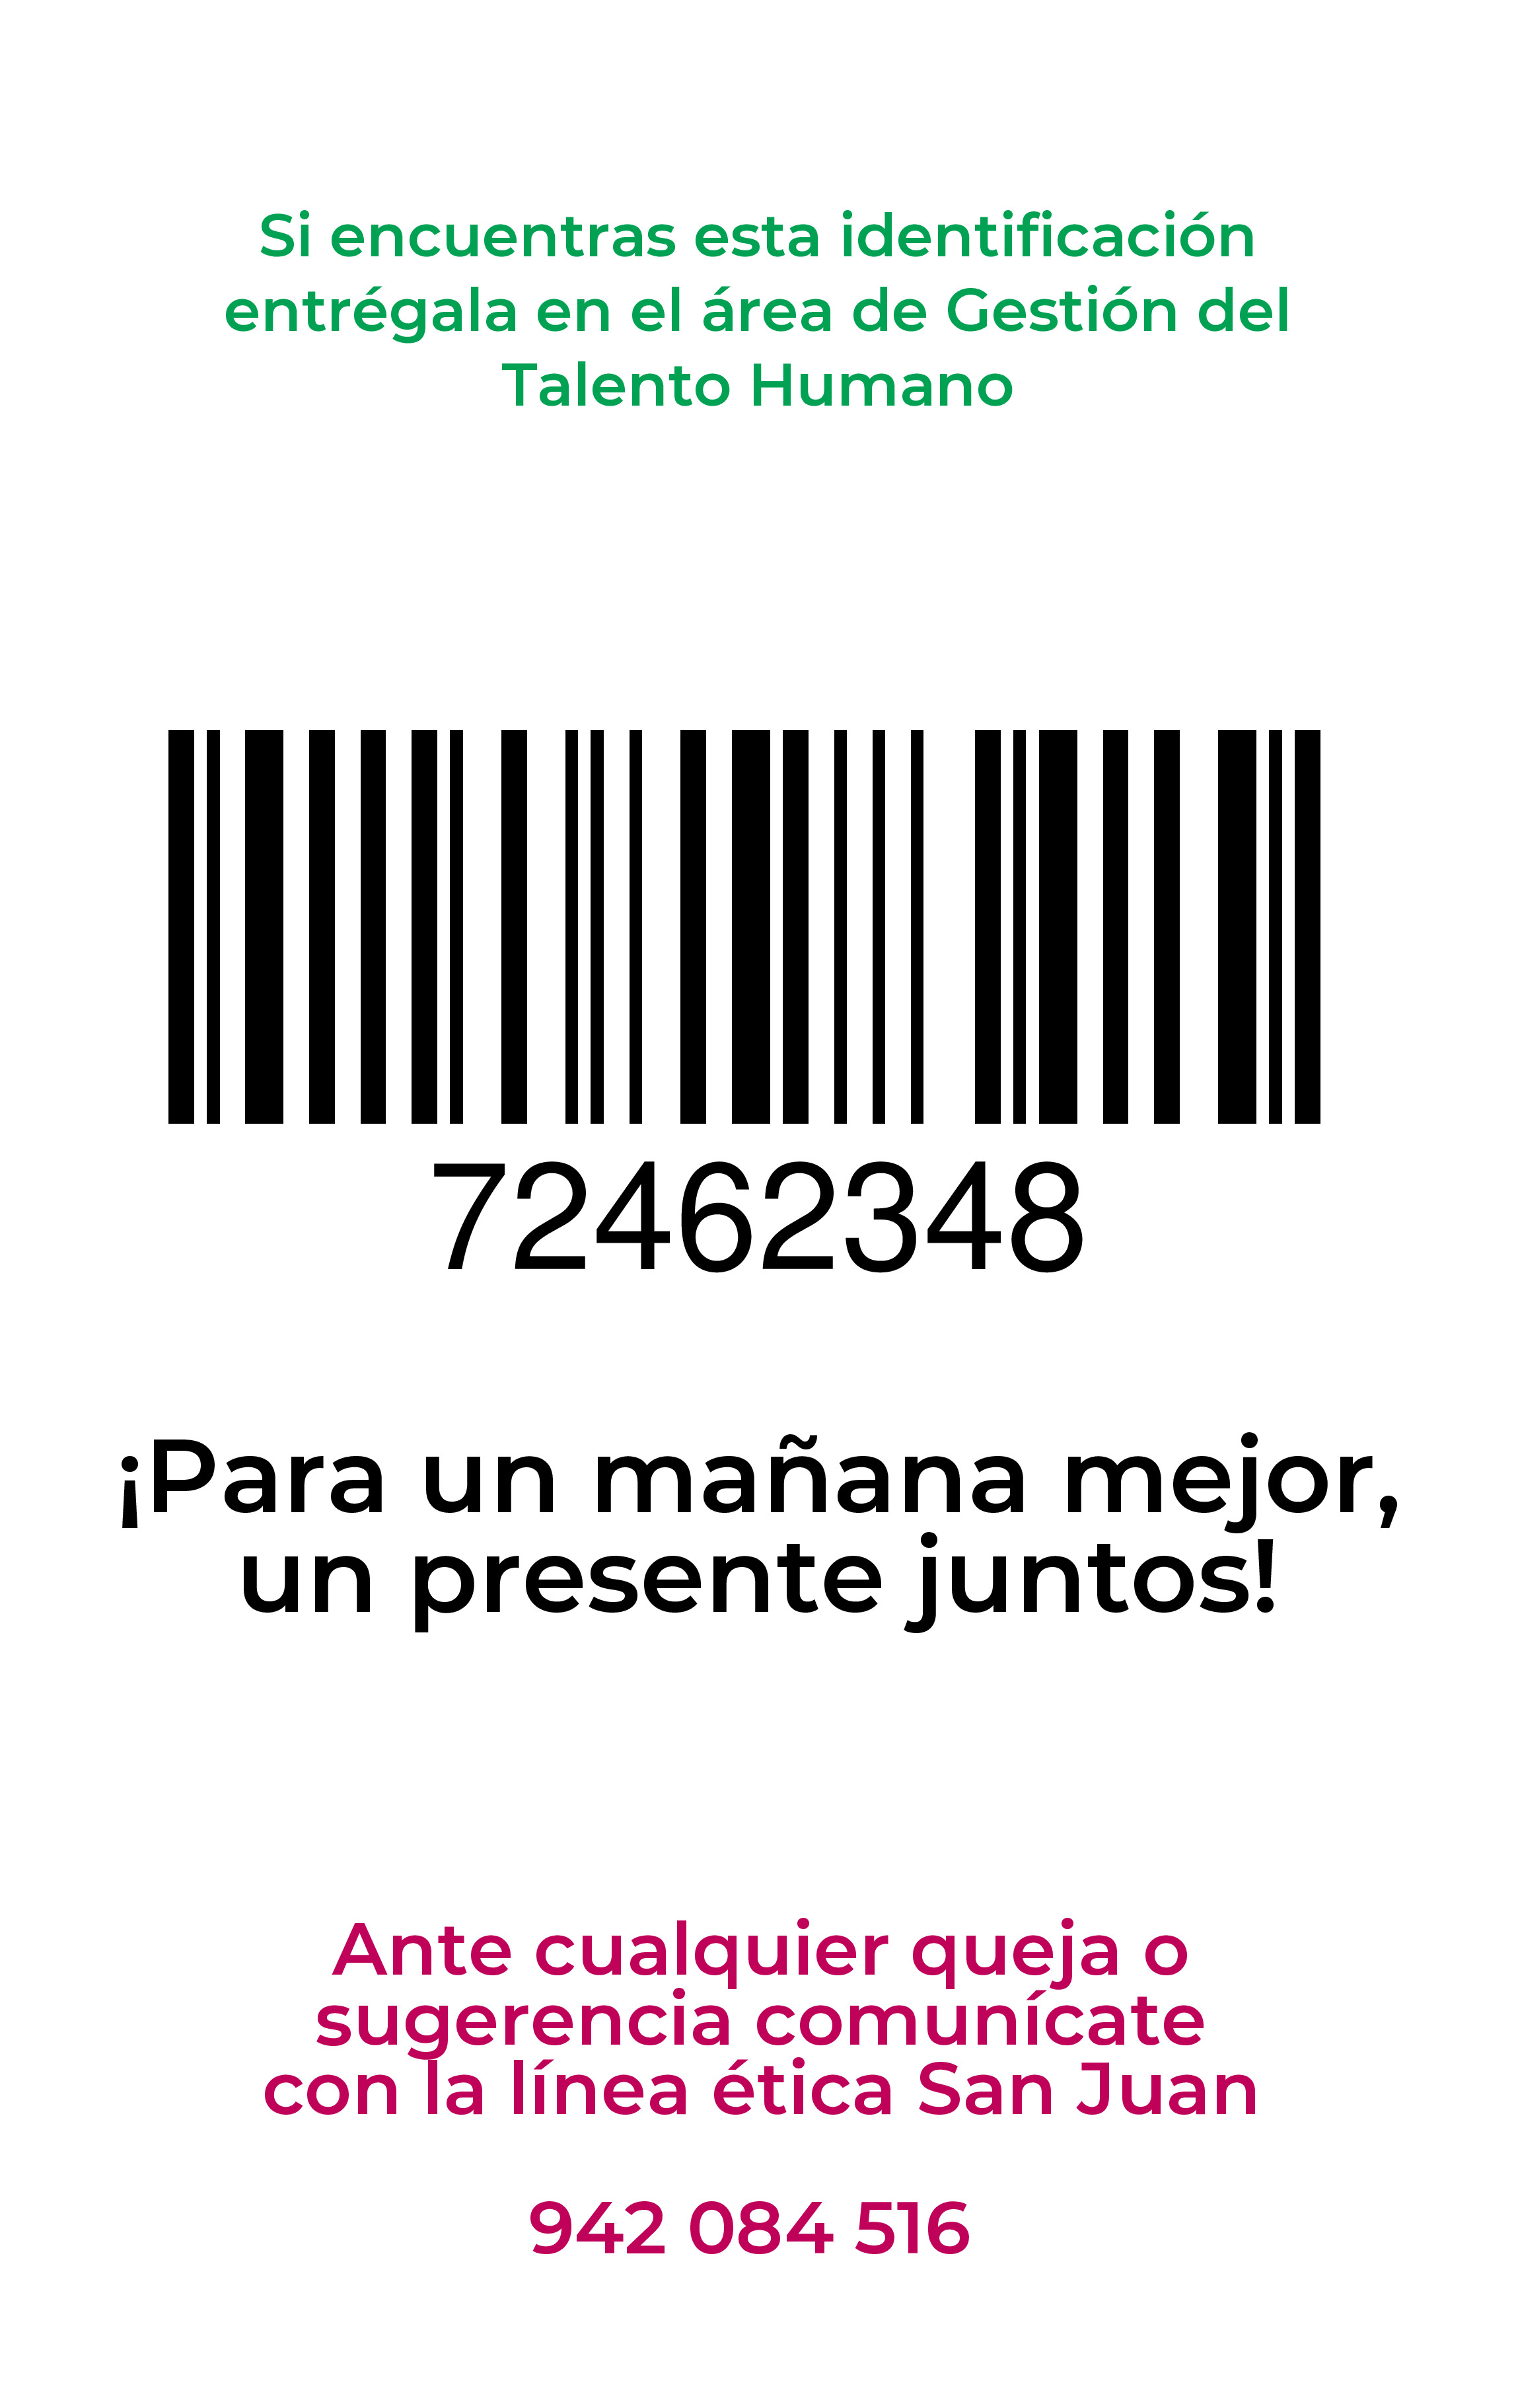 Si encuentras esta identificación
entrégala en el área de Gestión del
Talento Humano
72462348
¡Para un mañana mejor,
un presente juntos!
Ante cualquier queja o
sugerencia comunícate
con la línea ética San Juan
942 084 516